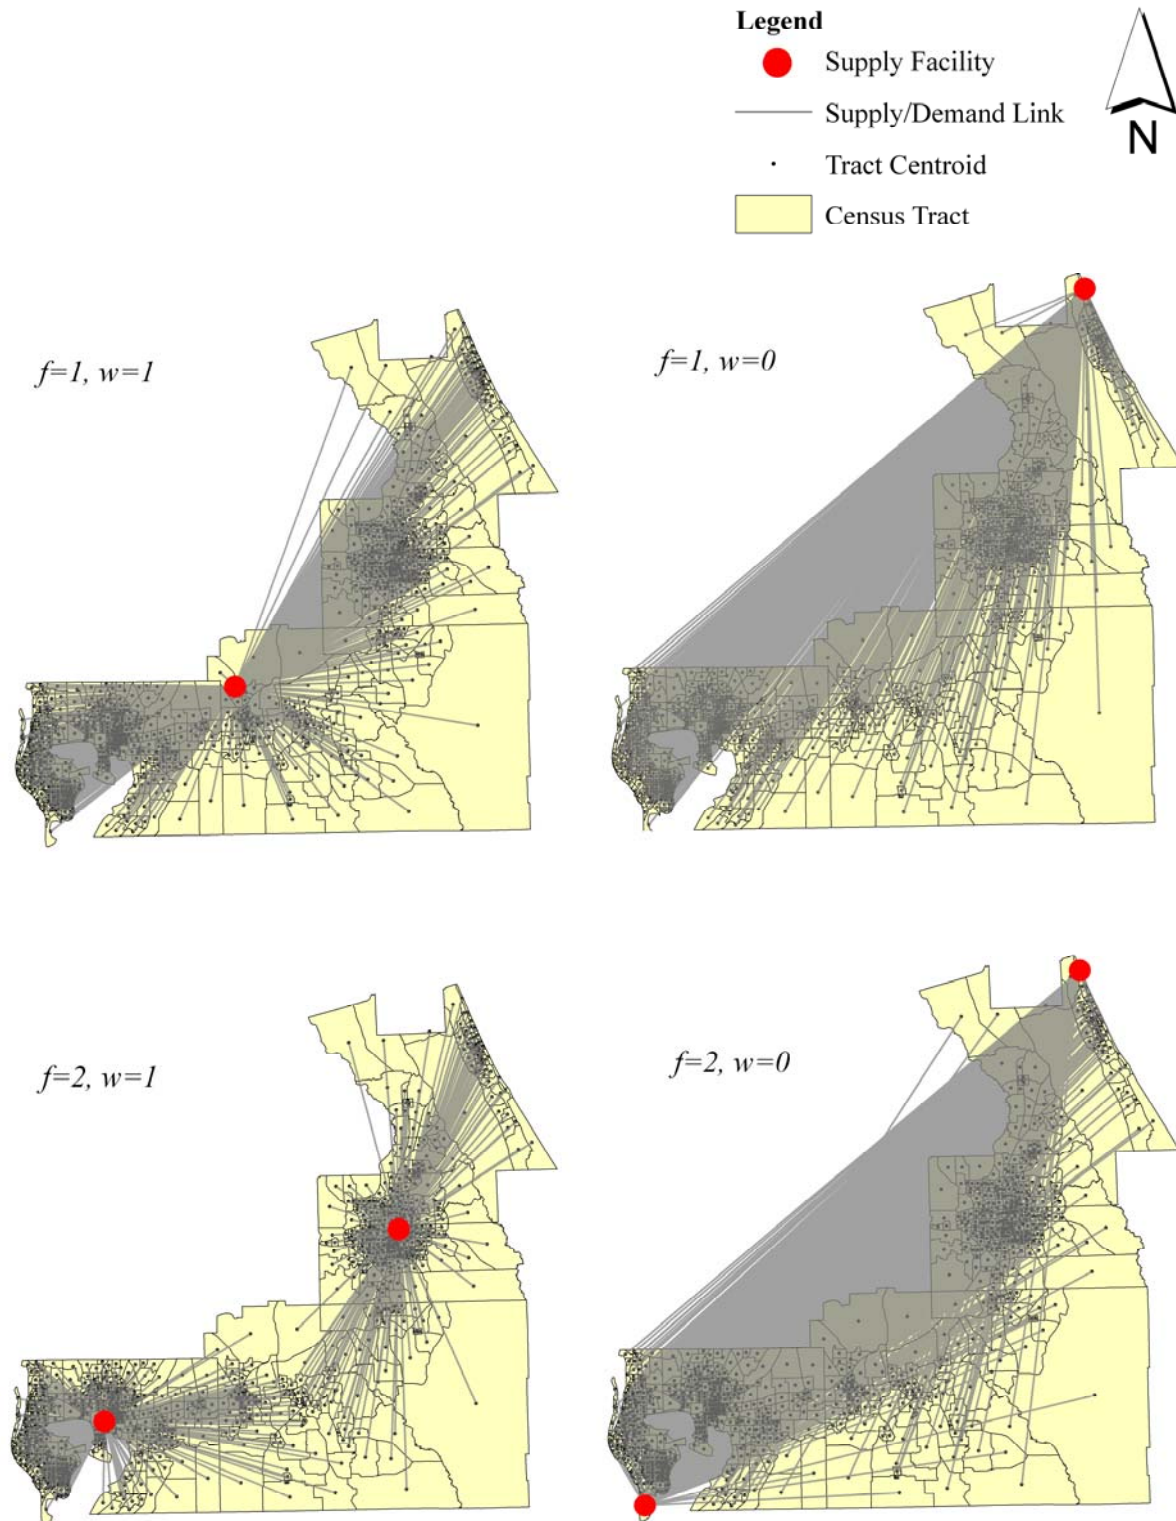 Legend
Supply Facility
Supply/Demand Link
Tract Centroid
Census Tract
N
f=1, w=1
f=1, w=0
f=2, w=1
f=2, w=0